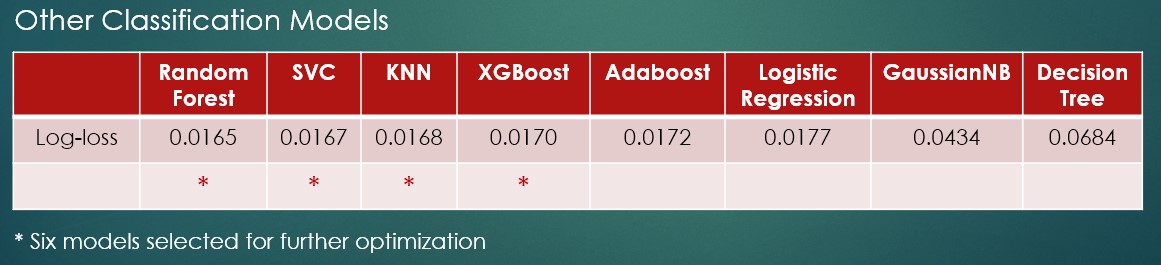 Other Classification Models
Random Forest SVC KNN XGBoost Adaboost Logistic Regression GaussianNB Decision Tree
Log-loss 0.0165 0.0167 0.0168 0.0170 0.0172 0.0177 0.0434 0.0684
* * * *
* Six models selected for further optimization